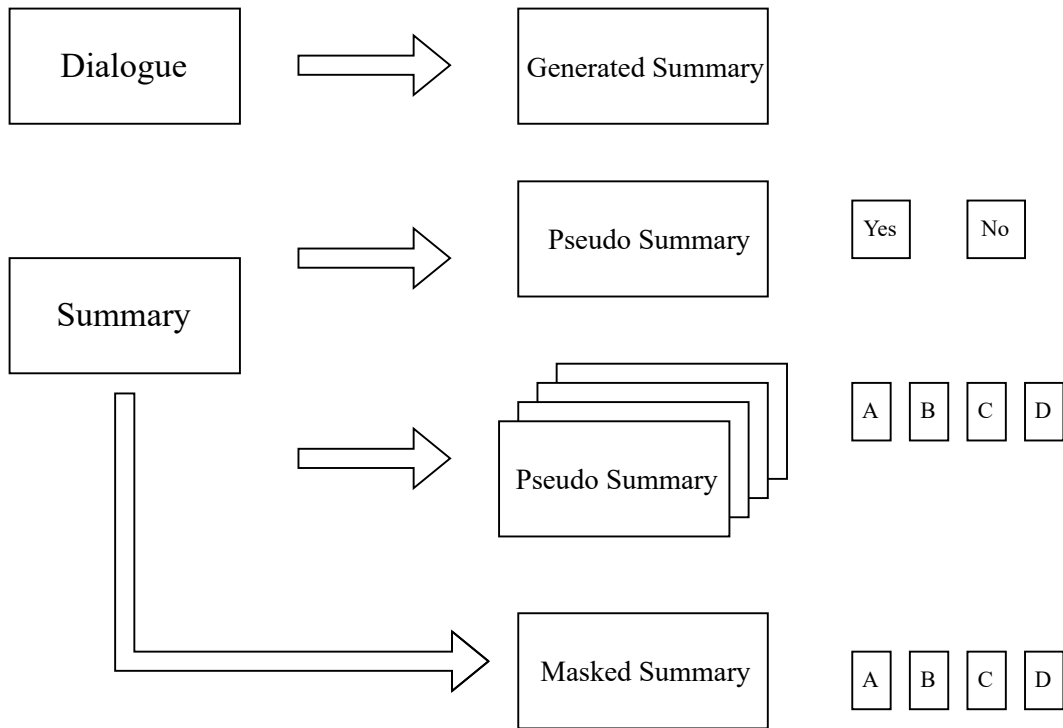 Dialogue
Generated Summary
Pseudo Summary
Yes
No
Summary
A
B
C
D
Pseudo Summary
Masked Summary
A
B
C
D